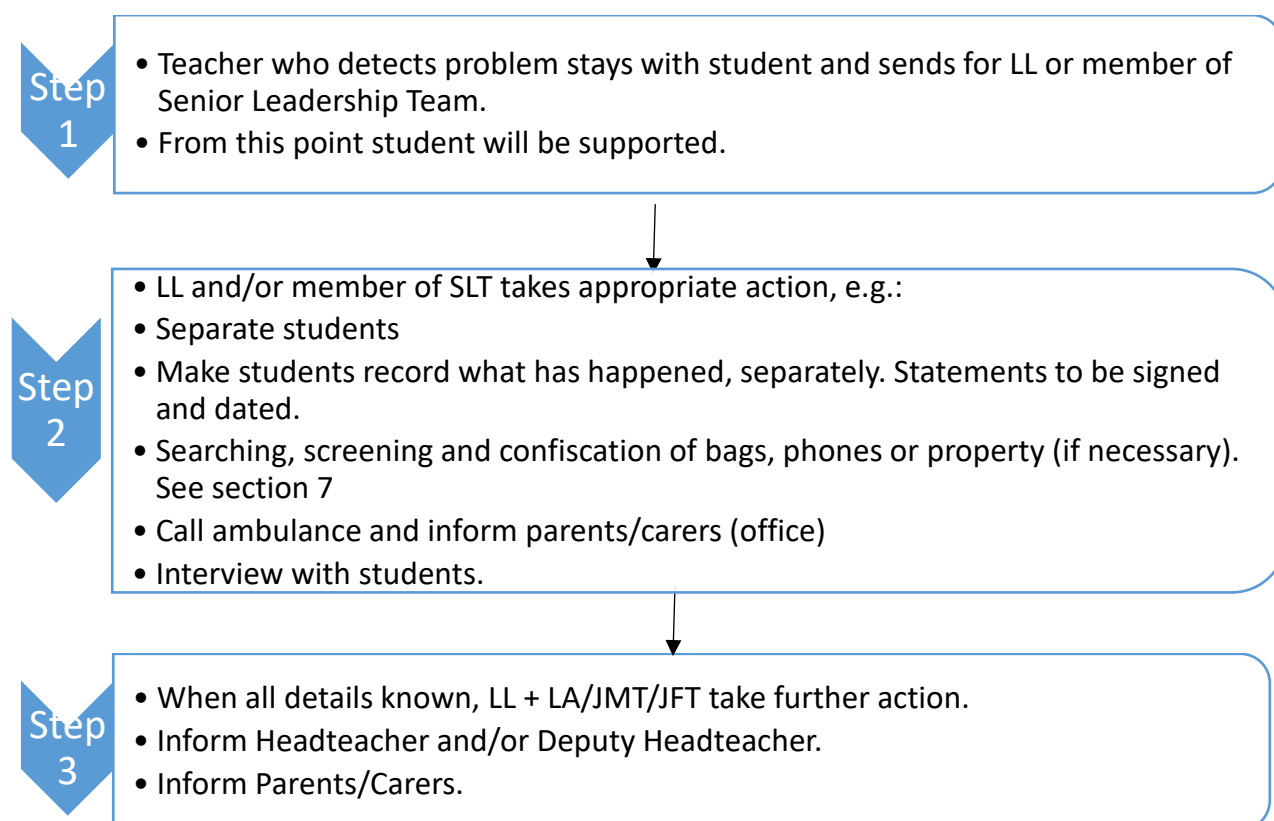 Step
1
• Teacher who detects problem stays with student and sends for LL or member of
Senior Leadership Team.
• From this point student will be supported.
Step
2
• LL and/or member of SLT takes appropriate action, e.g.:
• Separate students
• Make students record what has happened, separately. Statements to be signed
and dated.
• Searching, screening and confiscation of bags, phones or property (if necessary).
See section 7
• Call ambulance and inform parents/carers (office)
• Interview with students.
Step
3
• When all details known, LL + LA/JMT/JFT take further action.
• Inform Headteacher and/or Deputy Headteacher.
• Inform Parents/Carers.